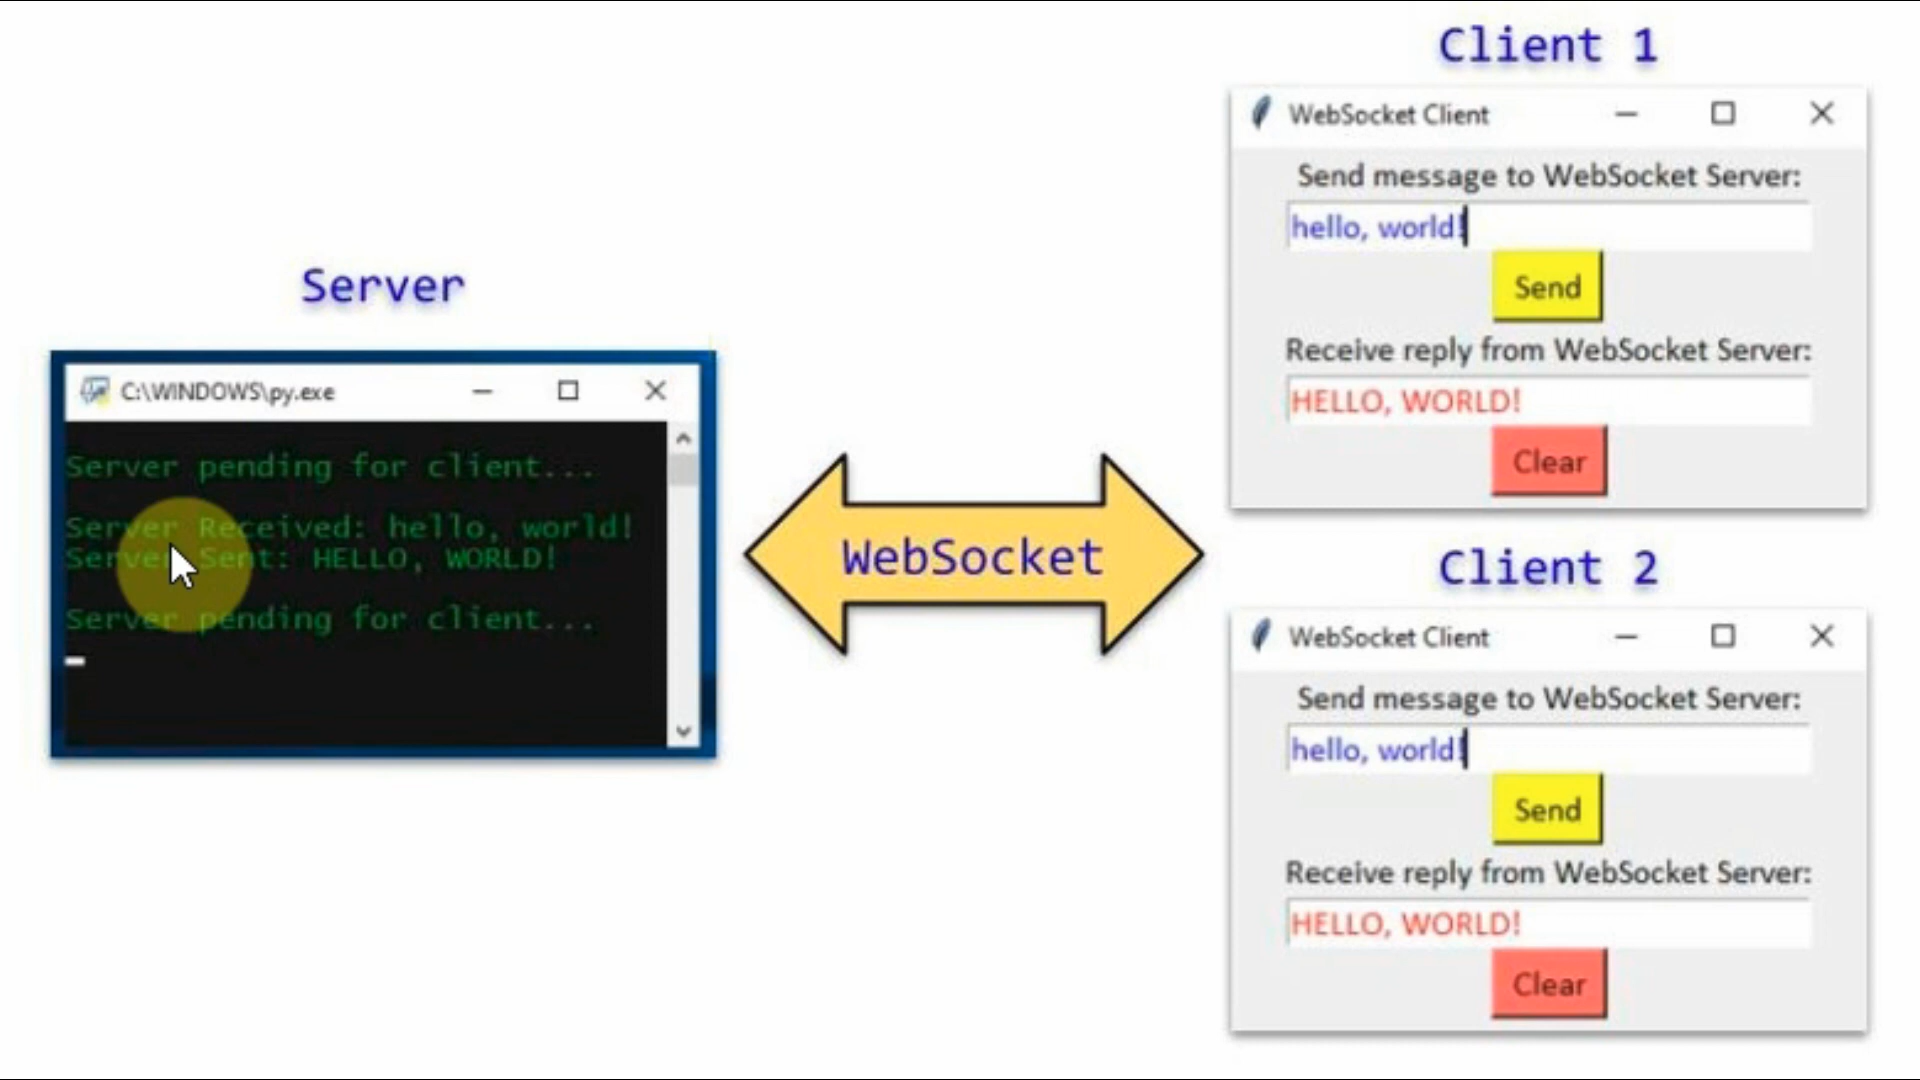 Server
C:\WINDOWS\py.exe
Server pending for client...
Server Received: hello, world!
Server Sent: HELLO, WORLD!
Server pending for client...
WebSocket
Client 1
WebSocket Client
Send message to WebSocket Server:
hello, world!
Send
Receive reply from WebSocket Server:
HELLO, WORLD!
Clear
Client 2
WebSocket Client
Send message to WebSocket Server:
hello, world!
Send
Receive reply from WebSocket Server:
HELLO, WORLD!
Clear